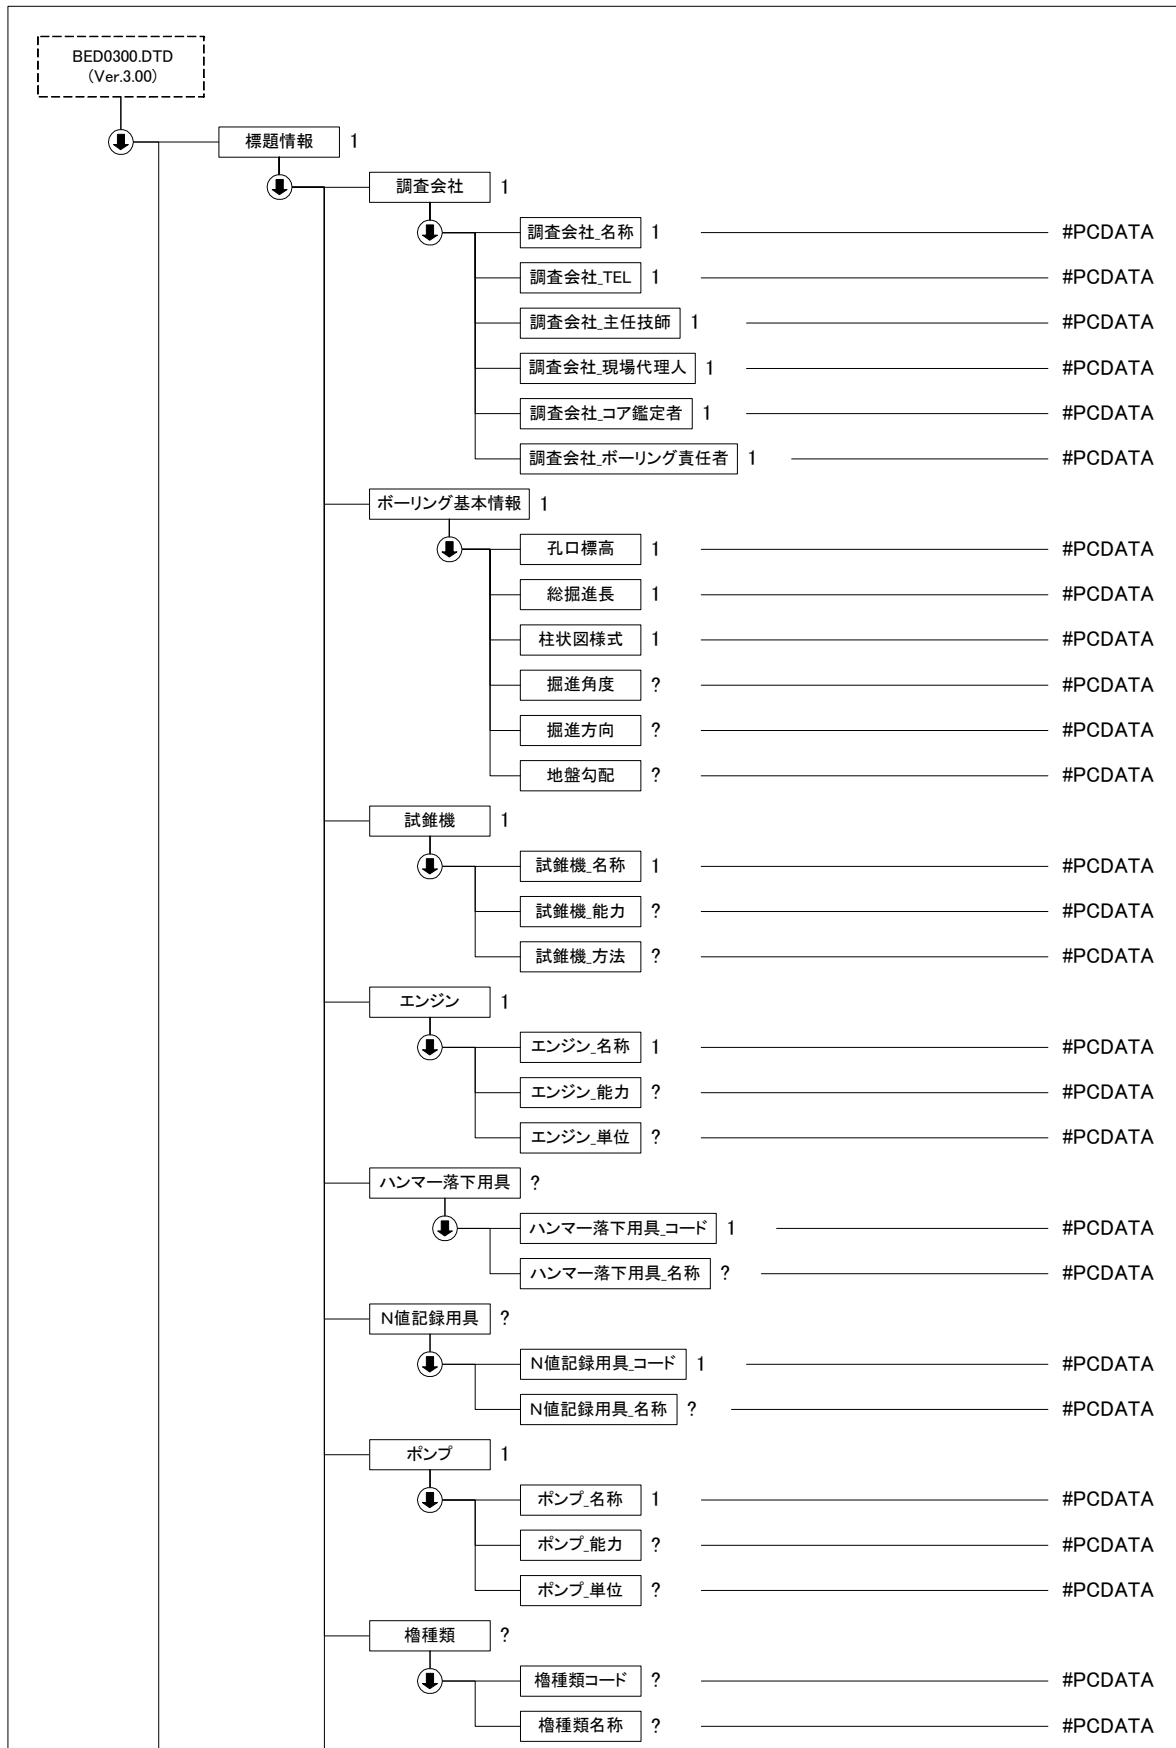 BED0300.DTD
(Ver.3.00)
標題情報 1
調査会社 1
調査会社_名称 1 #PCDATA
調査会社_TEL 1 #PCDATA
調査会社_主任技師 1 #PCDATA
調査会社_現場代理人 1 #PCDATA
調査会社_コア鑑定者 1 #PCDATA
調査会社_ボーリング責任者 1 #PCDATA
ボーリング基本情報 1
孔口標高 1 #PCDATA
総掘進長 1 #PCDATA
柱状図様式 1 #PCDATA
掘進角度 ? #PCDATA
掘進方向 ? #PCDATA
地盤勾配 ? #PCDATA
試錐機 1
試錐機_名称 1 #PCDATA
試錐機_能力 ? #PCDATA
試錐機_方法 ? #PCDATA
エンジン 1
エンジン_名称 1 #PCDATA
エンジン_能力 ? #PCDATA
エンジン_単位 ? #PCDATA
ハンマー落下用具 ?
ハンマー落下用具_コード 1 #PCDATA
ハンマー落下用具_名称 ? #PCDATA
N値記録用具 ?
N値記録用具_コード 1 #PCDATA
N値記録用具_名称 ? #PCDATA
ポンプ 1
ポンプ_名称 1 #PCDATA
ポンプ_能力 ? #PCDATA
ポンプ_単位 ? #PCDATA
櫓種類 ?
櫓種類コード ? #PCDATA
櫓種類名称 ? #PCDATA